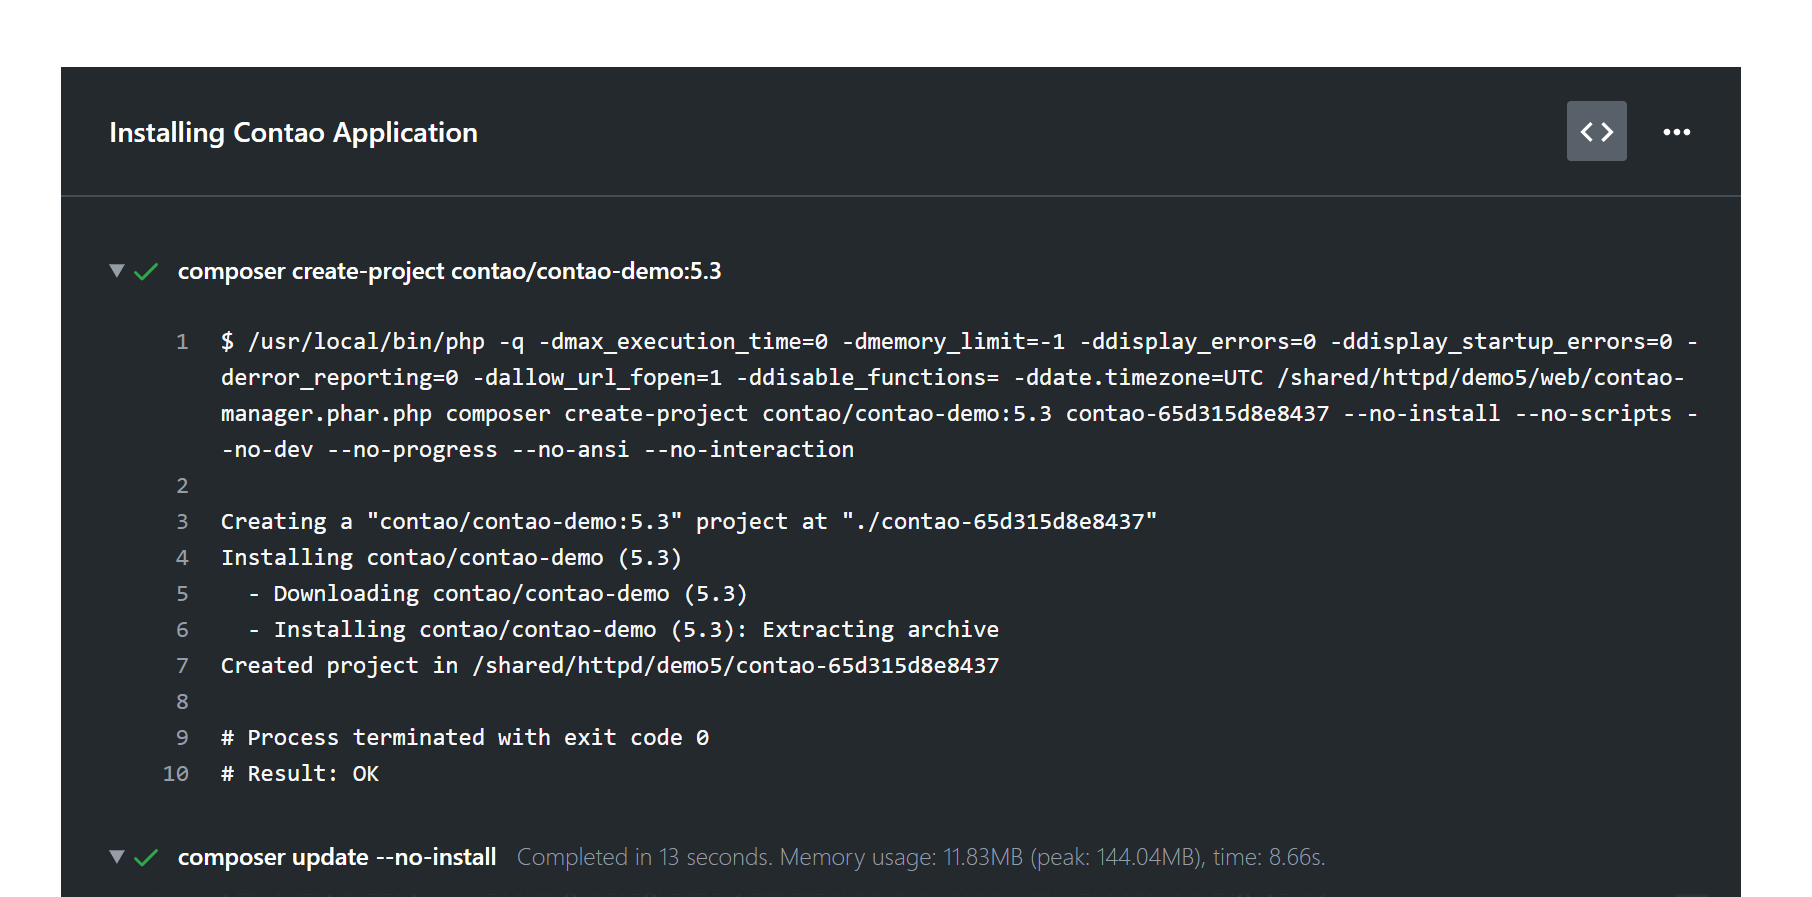 Installing Contao Application
composer create-project contao/contao-demo:5.3
1 $ /usr/local/bin/php -q -dmax_execution_time=0 -dmemory_limit=-1 -ddisplay_errors=0 -ddisplay_startup_errors=0 -
derror_reporting=0 -dallow_url_fopen=1 -ddisable_functions= -ddate.timezone=UTC /shared/httpd/demo5/web/contao-
manager.phar.php composer create-project contao/contao-demo:5.3 contao-65d315d8e8437 --no-install --no-scripts -
-no-dev --no-progress --no-ansi --no-interaction
2
3 Creating a "contao/contao-demo:5.3" project at "./contao-65d315d8e8437"
4 Installing contao/contao-demo (5.3)
5 - Downloading contao/contao-demo (5.3)
6 - Installing contao/contao-demo (5.3): Extracting archive
7 Created project in /shared/httpd/demo5/contao-65d315d8e8437
8
9 # Process terminated with exit code 0
10 # Result: OK
composer update --no-install Completed in 13 seconds. Memory usage: 11.83MB (peak: 144.04MB), time: 8.66s.